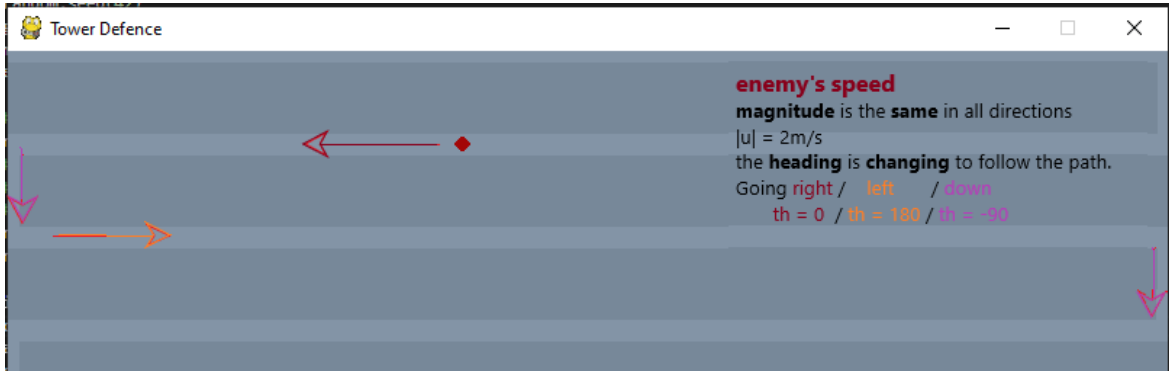 Tower Defence
enemy's speed
magnitude is the same in all directions
|u| = 2m/s
the heading is changing to follow the path.
Going right / left / down
th = 0 / th = 180 / th = -90